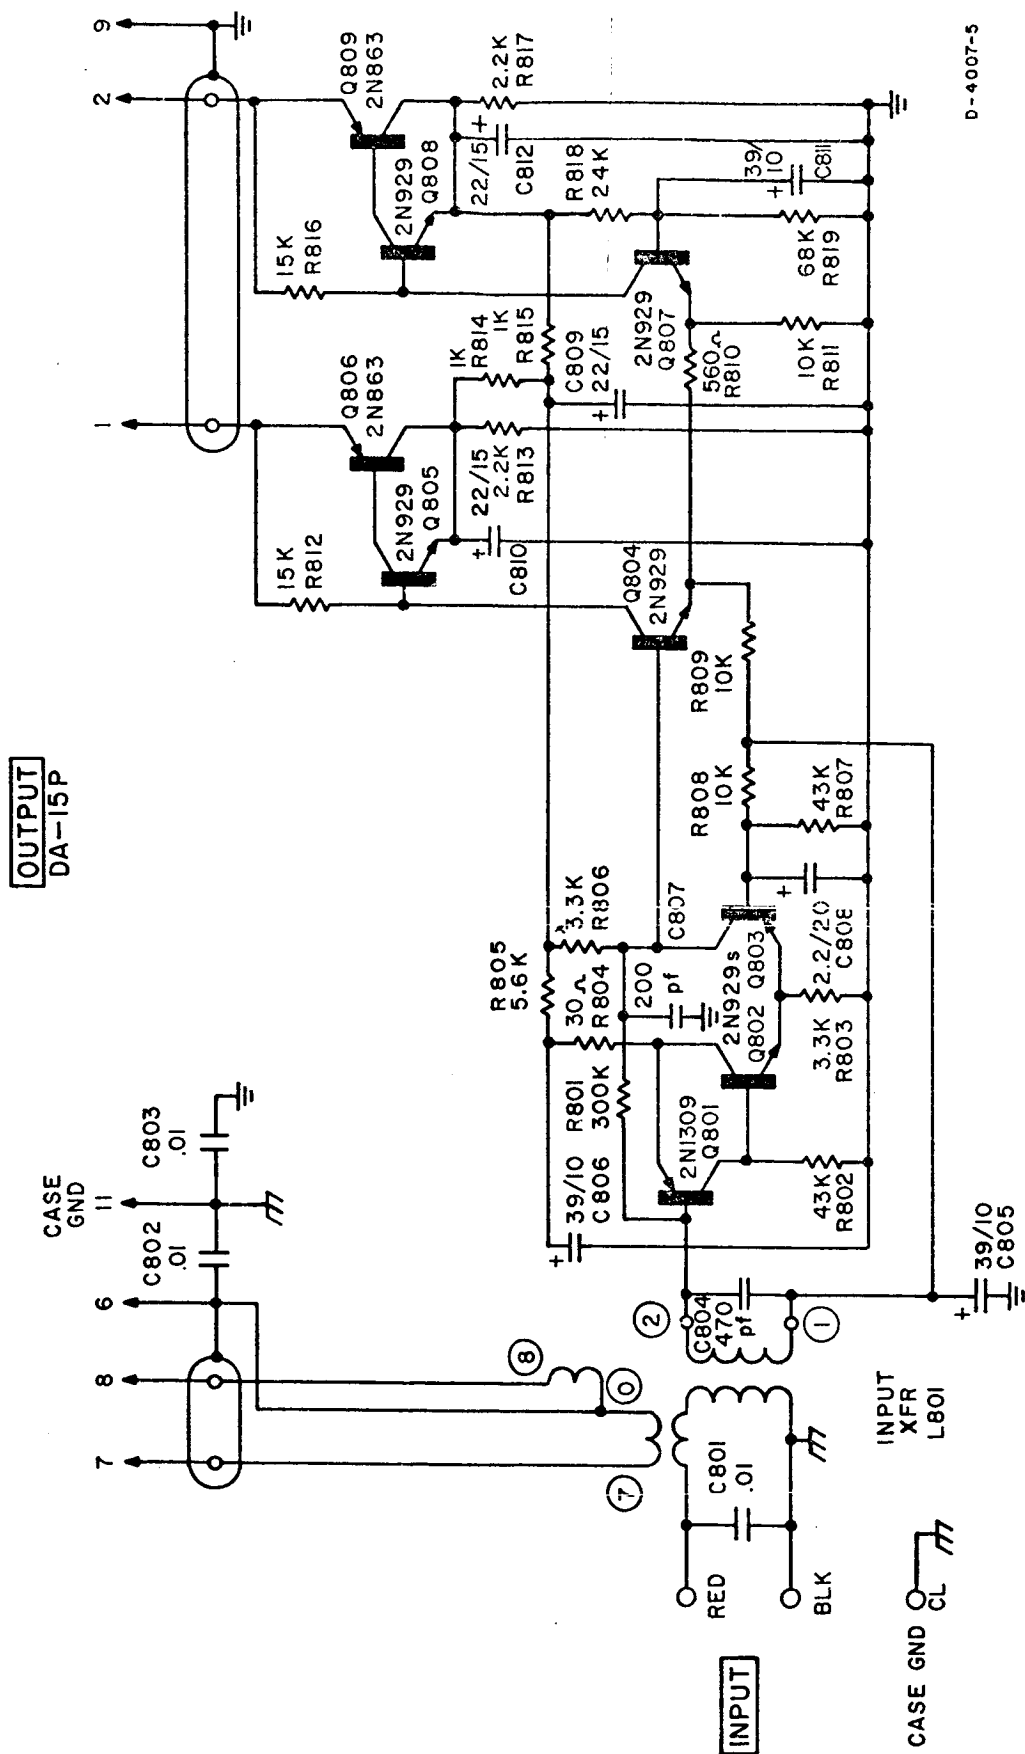 OUTPUT
DA-15P
7
8
6
CASE
GND
11
1
2
9
C802
.01
C803
.01
15K
R812
Q806
2N863
2N929
Q805
22/15
C810
2.2K
R813
1K
R814
1K
R815
15K
R816
Q809
2N863
2N929
Q808
22/15
C812
2.2K
R817
R818
24K
C809
22/15
2N929
Q807
560Ω
R810
10K
R811
68K
R819
39/10
C811
Q804
2N929
R809
10K
R808
10K
43K
R807
R805
5.6K
3.3K
R806
30Ω
R804
C807
200
pf
R801
300K
39/10
C806
2N1309
Q801
2N929s
Q802
Q803
2.2/20
C808
3.3K
R803
43K
R802
39/10
C805
8
0
7
2
1
C804
470
pf
C801
.01
INPUT
XFR
L801
RED
BLK
INPUT
CASE GND
CL
D-4007-5